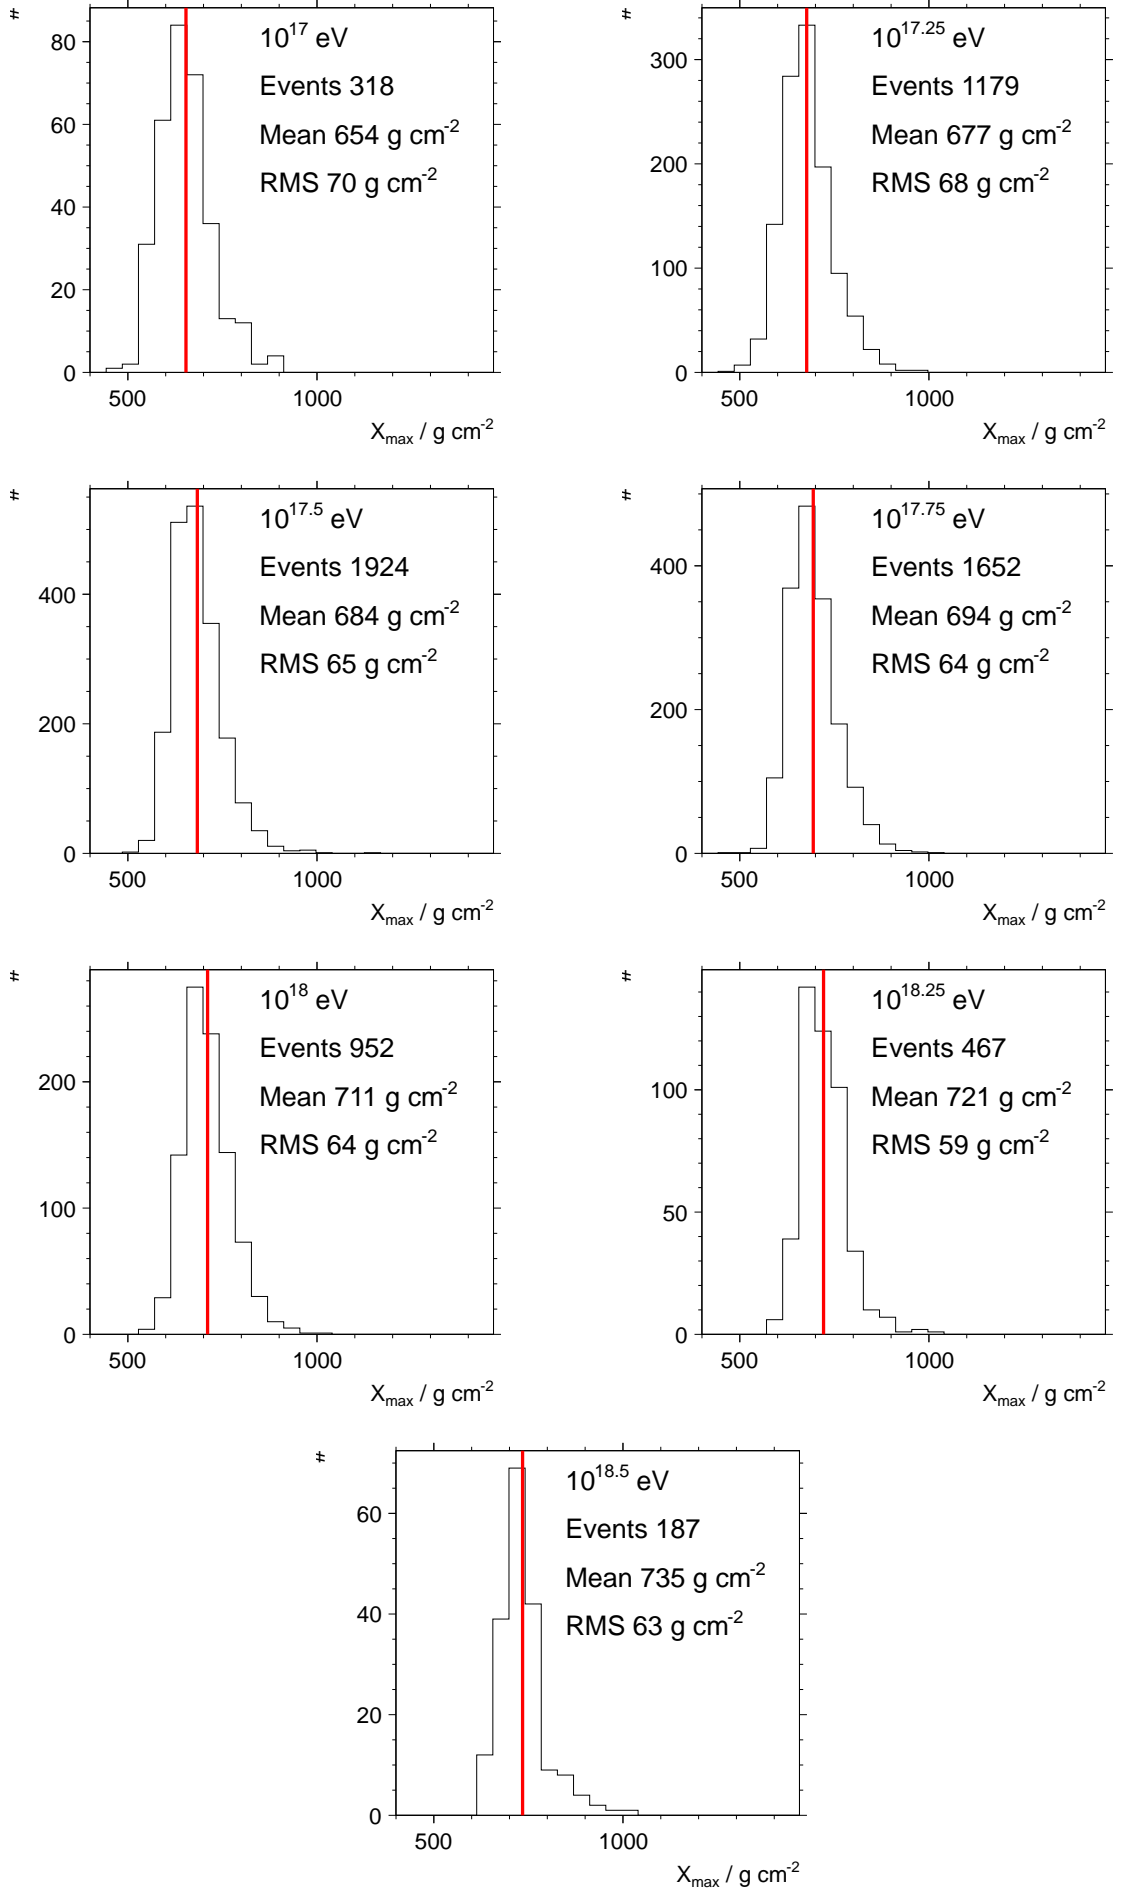 #
80
60
40
20
0
500 1000
10^17 eV
Events 318
Mean 654 g cm^-2
RMS 70 g cm^-2
X_max / g cm^-2
#
300
200
100
0
500 1000
10^17.25 eV
Events 1179
Mean 677 g cm^-2
RMS 68 g cm^-2
X_max / g cm^-2
#
400
200
0
500 1000
10^17.5 eV
Events 1924
Mean 684 g cm^-2
RMS 65 g cm^-2
X_max / g cm^-2
#
400
200
0
500 1000
10^17.75 eV
Events 1652
Mean 694 g cm^-2
RMS 64 g cm^-2
X_max / g cm^-2
#
200
100
0
500 1000
10^18 eV
Events 952
Mean 711 g cm^-2
RMS 64 g cm^-2
X_max / g cm^-2
#
100
50
0
500 1000
10^18.25 eV
Events 467
Mean 721 g cm^-2
RMS 59 g cm^-2
X_max / g cm^-2
#
60
40
20
0
500 1000
10^18.5 eV
Events 187
Mean 735 g cm^-2
RMS 63 g cm^-2
X_max / g cm^-2